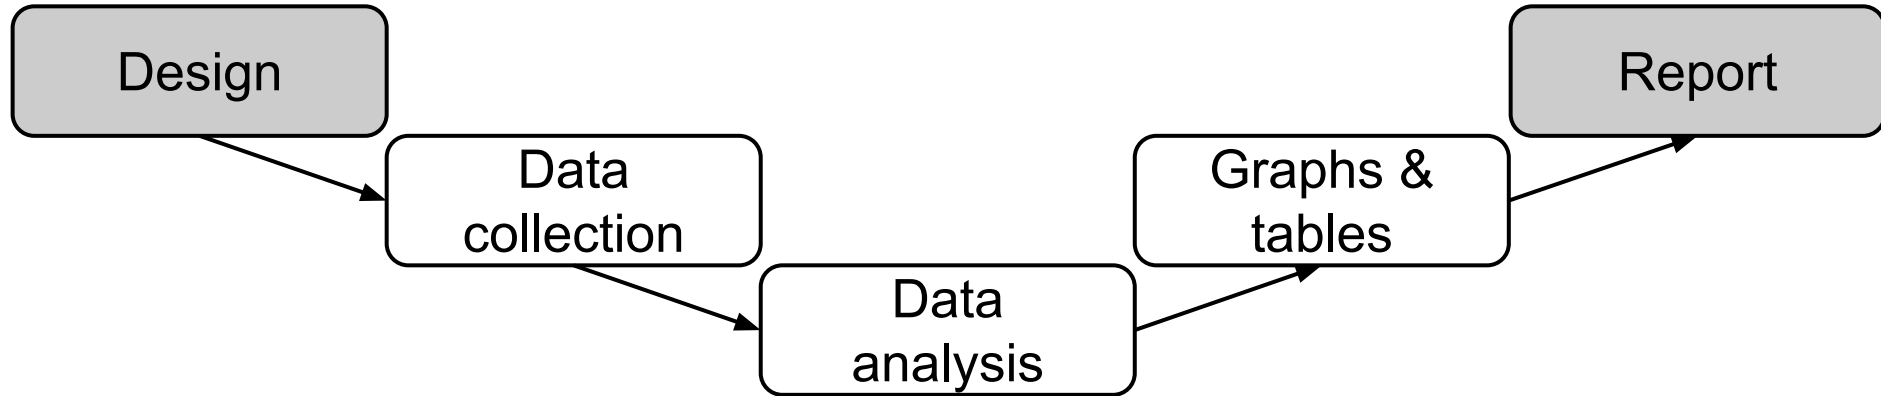 Design
Data
collection
Data
analysis
Graphs &
tables
Report